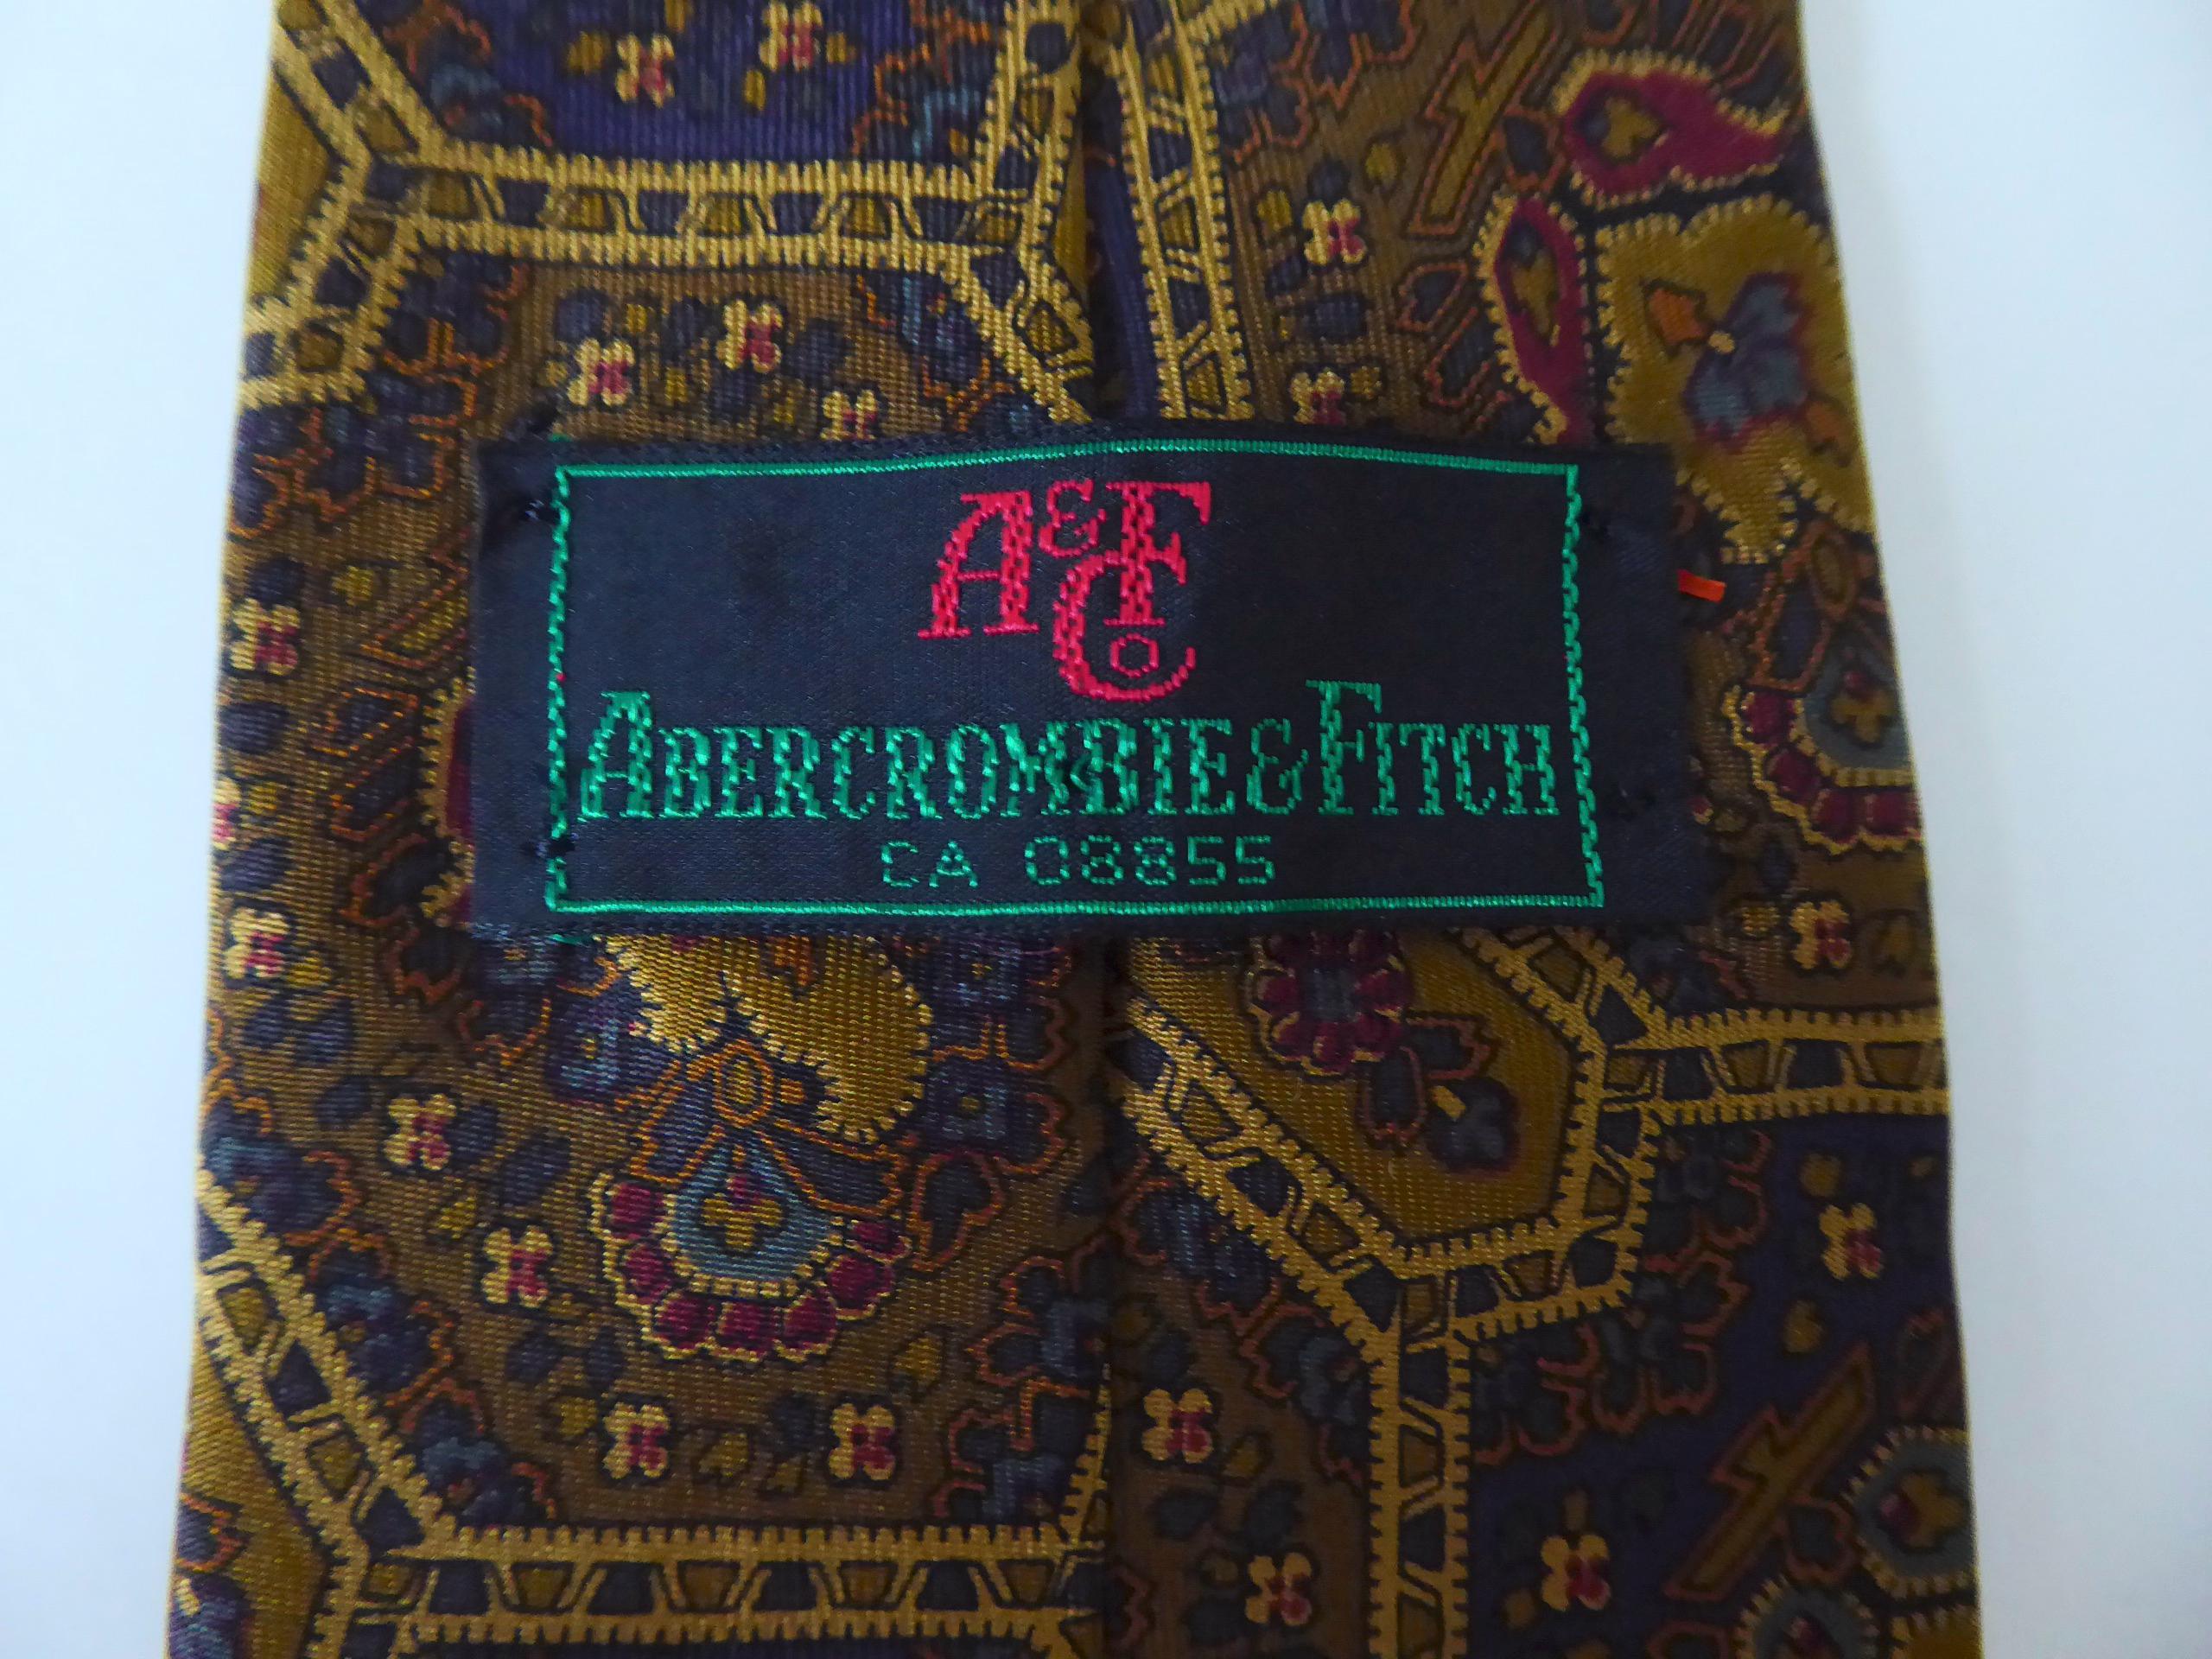 A&F
Co
ABERCROMBIE & FITCH
CA 08855